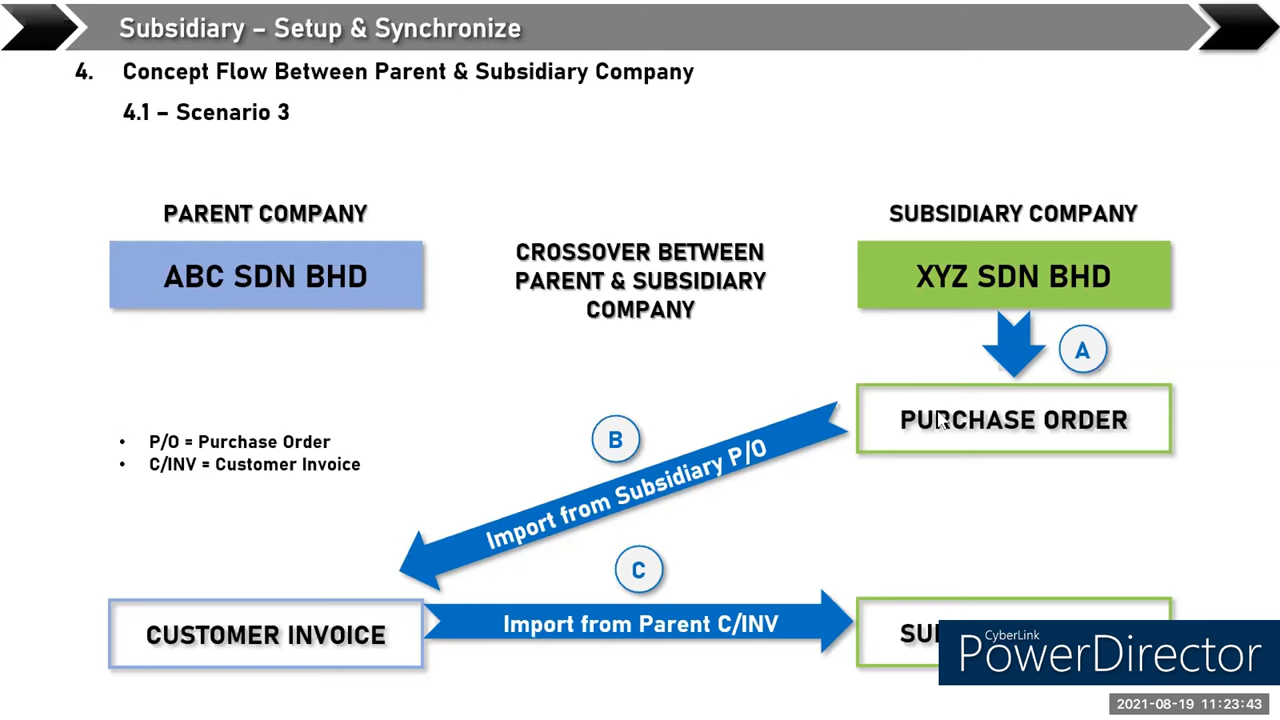 Subsidiary – Setup & Synchronize
4. Concept Flow Between Parent & Subsidiary Company
4.1 – Scenario 3
PARENT COMPANY
SUBSIDIARY COMPANY
ABC SDN BHD
CROSSOVER BETWEEN
PARENT & SUBSIDIARY
COMPANY
XYZ SDN BHD
A
PURCHASE ORDER
• P/O = Purchase Order
• C/INV = Customer Invoice
B
Import from Subsidiary P/O
C
CUSTOMER INVOICE
Import from Parent C/INV
CyberLink
PowerDirector
2021-08-19 11:23:43